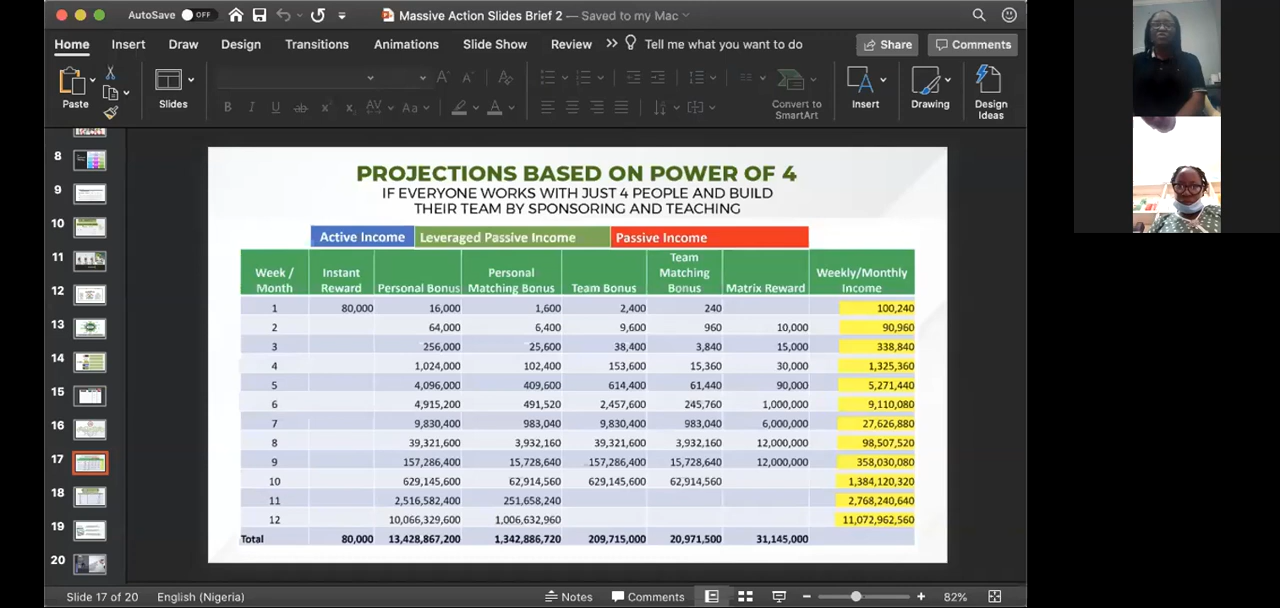 AutoSave OFF
Massive Action Slides Brief 2 — Saved to my Mac
Home Insert Draw Design Transitions Animations Slide Show Review Tell me what you want to do Share Comments
Paste Slides Convert to SmartArt Insert Drawing Design Ideas
B I U ab X X AV Aa A
8
9
10
11
12
13
14
15
16
17
18
19
20
PROJECTIONS BASED ON POWER OF 4
IF EVERYONE WORKS WITH JUST 4 PEOPLE AND BUILD
THEIR TEAM BY SPONSORING AND TEACHING
Active Income Leveraged Passive Income Passive Income
Week / Month Instant Reward Personal Bonus Personal Matching Bonus Team Bonus Team Matching Bonus Matrix Reward Weekly/Monthly Income
1 80,000 16,000 1,600 2,400 240 100,240
2 64,000 6,400 9,600 960 10,000 90,960
3 256,000 25,600 38,400 3,840 15,000 338,840
4 1,024,000 102,400 153,600 15,360 30,000 1,325,360
5 4,096,000 409,600 614,400 61,440 90,000 5,271,440
6 4,915,200 491,520 2,457,600 245,760 1,000,000 9,110,080
7 9,830,400 983,040 9,830,400 983,040 6,000,000 27,626,880
8 39,321,600 3,932,160 39,321,600 3,932,160 12,000,000 98,507,520
9 157,286,400 15,728,640 157,286,400 15,728,640 12,000,000 358,030,080
10 629,145,600 62,914,560 629,145,600 62,914,560 1,384,120,320
11 2,516,582,400 251,658,240 2,768,240,640
12 10,066,329,600 1,006,632,960 11,072,962,560
Total 80,000 13,428,867,200 1,342,886,720 209,715,000 20,971,500 31,145,000
Slide 17 of 20 English (Nigeria) Notes Comments 82%